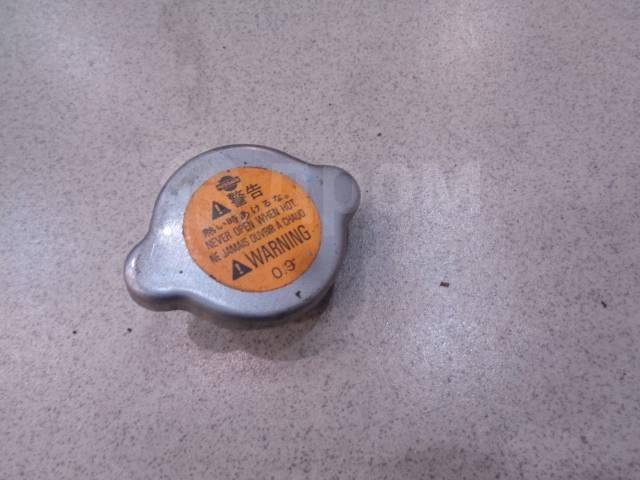 警告
熱い時あけるな。
NEVER OPEN WHEN HOT.
NE JAMAIS OUVRIR À CHAUD
WARNING
0.9